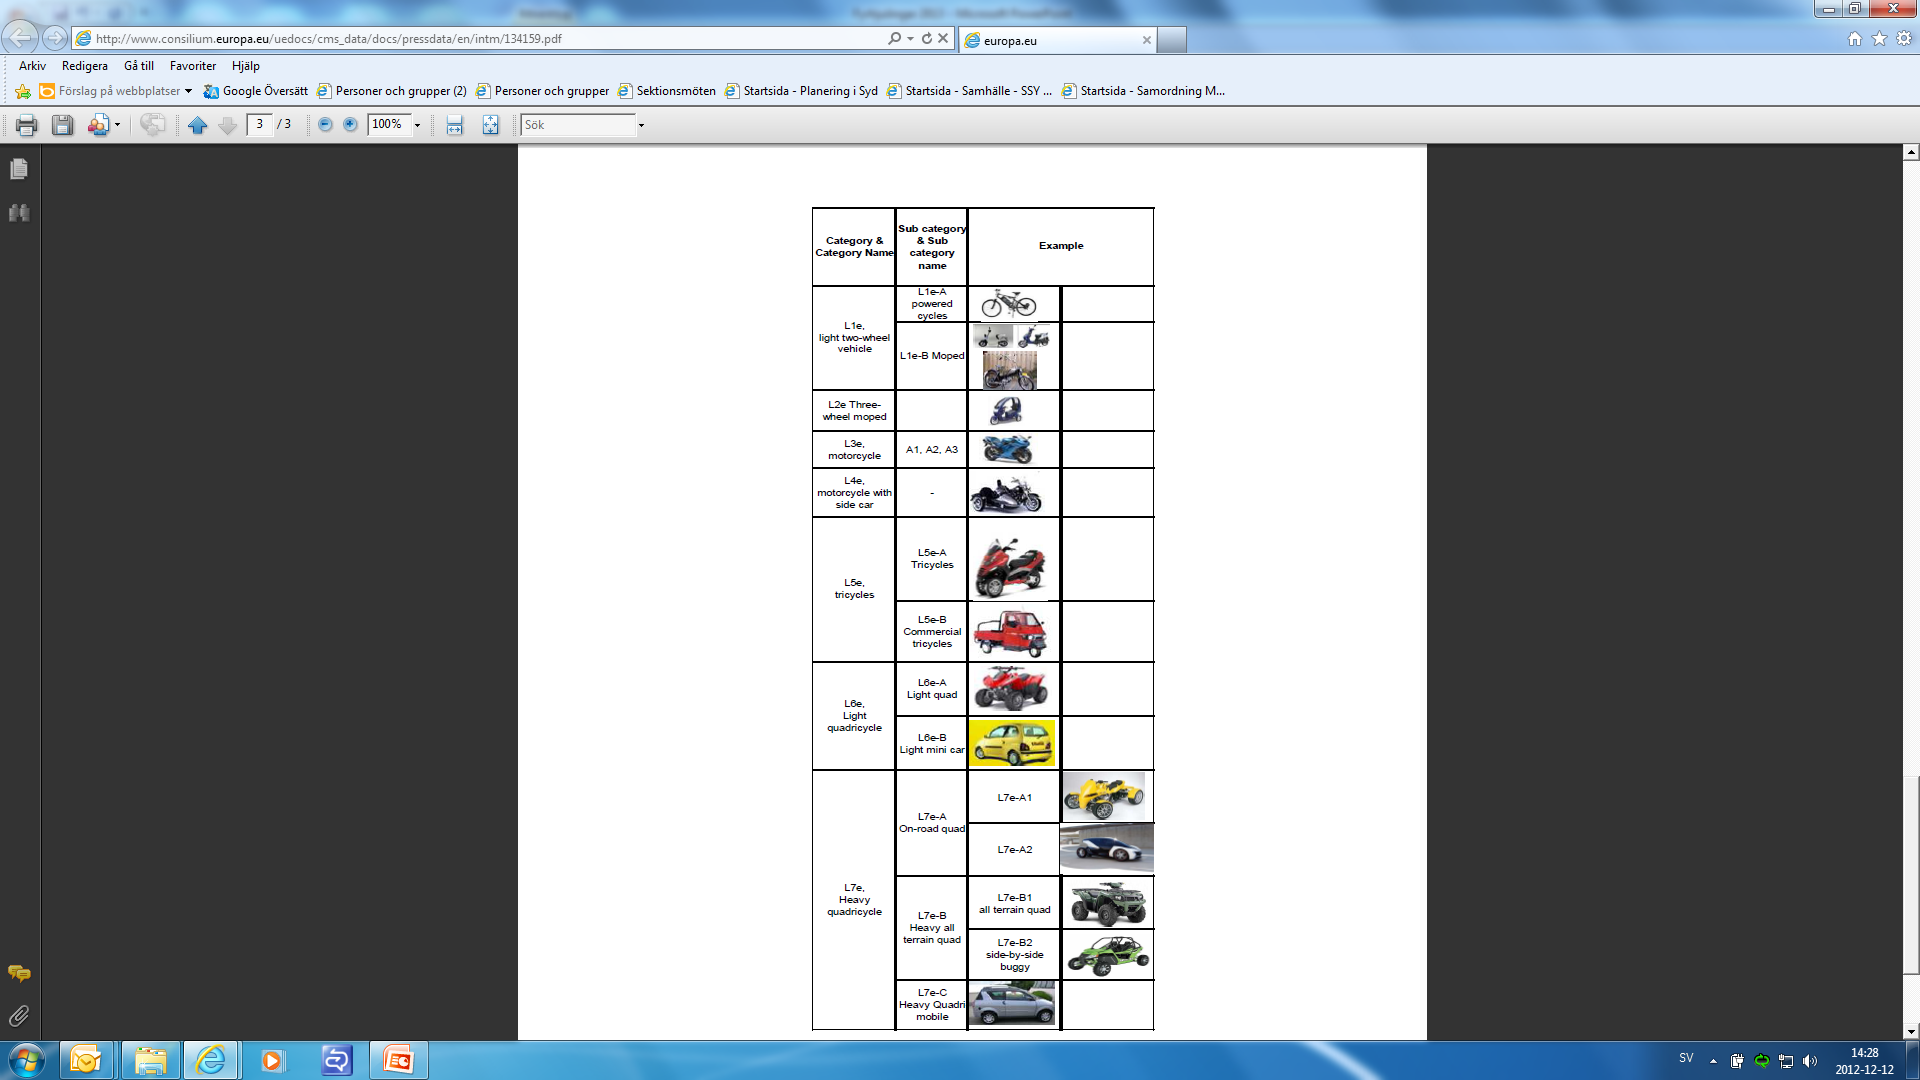 http://www.consilium.europa.eu/uedocs/cms_data/docs/pressdata/en/intm/134159.pdf
europa.eu
Arkiv Redigera Gå till Favoriter Hjälp
Förslag på webbplatser Google Översätt Personer och grupper (2) Personer och grupper Sektionsmöten Startsida - Planering i Syd Startsida - Samhälle - SSY ... Startsida - Samordning M...
3 / 3 100% Sök
Category &
Category Name
Sub category
& Sub
category
name
Example
L1e,
light two-wheel
vehicle
L1e-A
powered
cycles
L1e-B Moped
L2e Three-
wheel moped
L3e,
motorcycle
A1, A2, A3
L4e,
motorcycle with
side car
-
L5e,
tricycles
L5e-A
Tricycles
L5e-B
Commercial
tricycles
L6e,
Light
quadricycle
L6e-A
Light quad
L6e-B
Light mini car
L7e,
Heavy
quadricycle
L7e-A
On-road quad
L7e-A1
L7e-A2
L7e-B
Heavy all
terrain quad
L7e-B1
all terrain quad
L7e-B2
side-by-side
buggy
L7e-C
Heavy Quadri
mobile
SV
14:28
2012-12-12